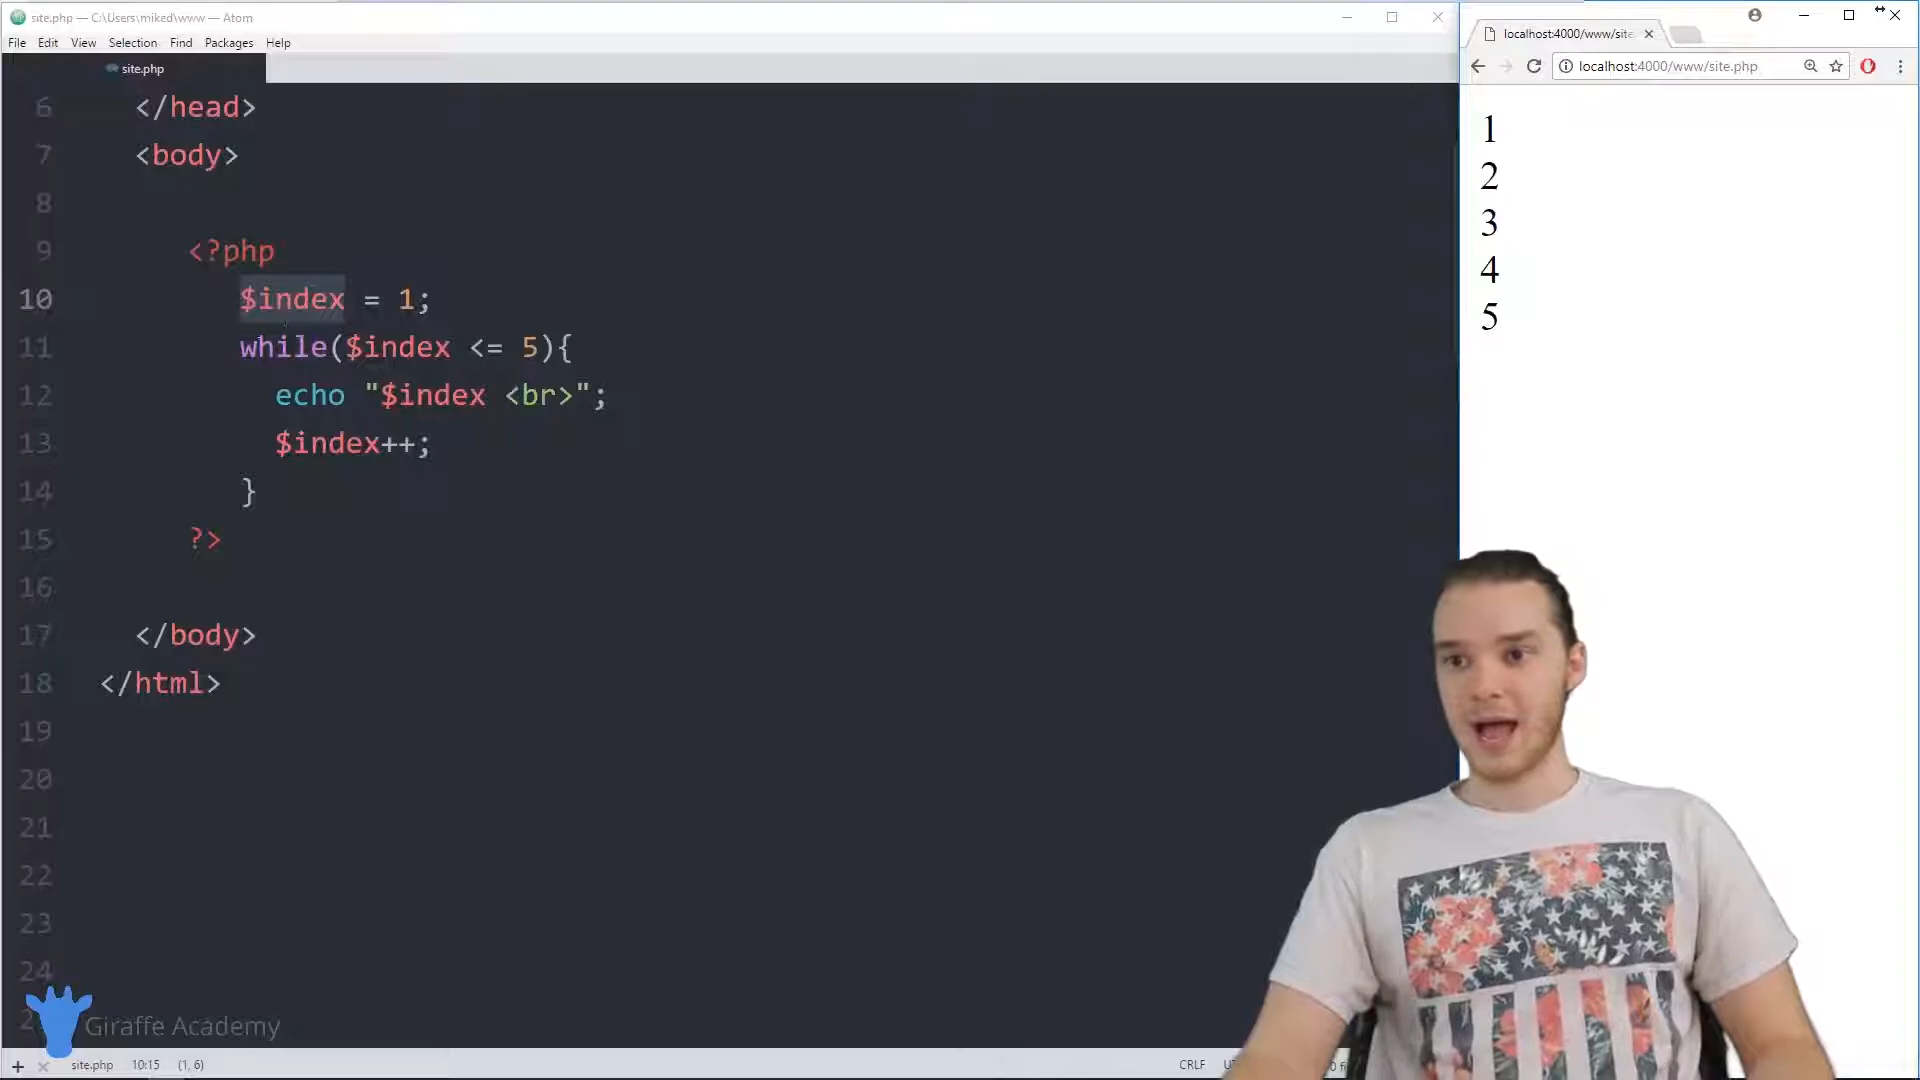 site.php — C:\Users\miked\www — Atom
File Edit View Selection Find Packages Help
site.php
6 </head>
7 <body>
8
9 <?php
10 $index = 1;
11 while($index <= 5){
12 echo "$index <br>";
13 $index++;
14 }
15 ?>
16
17 </body>
18 </html>
19
20
21
22
23
24
Giraffe Academy
site.php 10:15 (1, 6) CRLF
localhost:4000/www/site
localhost:4000/www/site.php
1
2
3
4
5